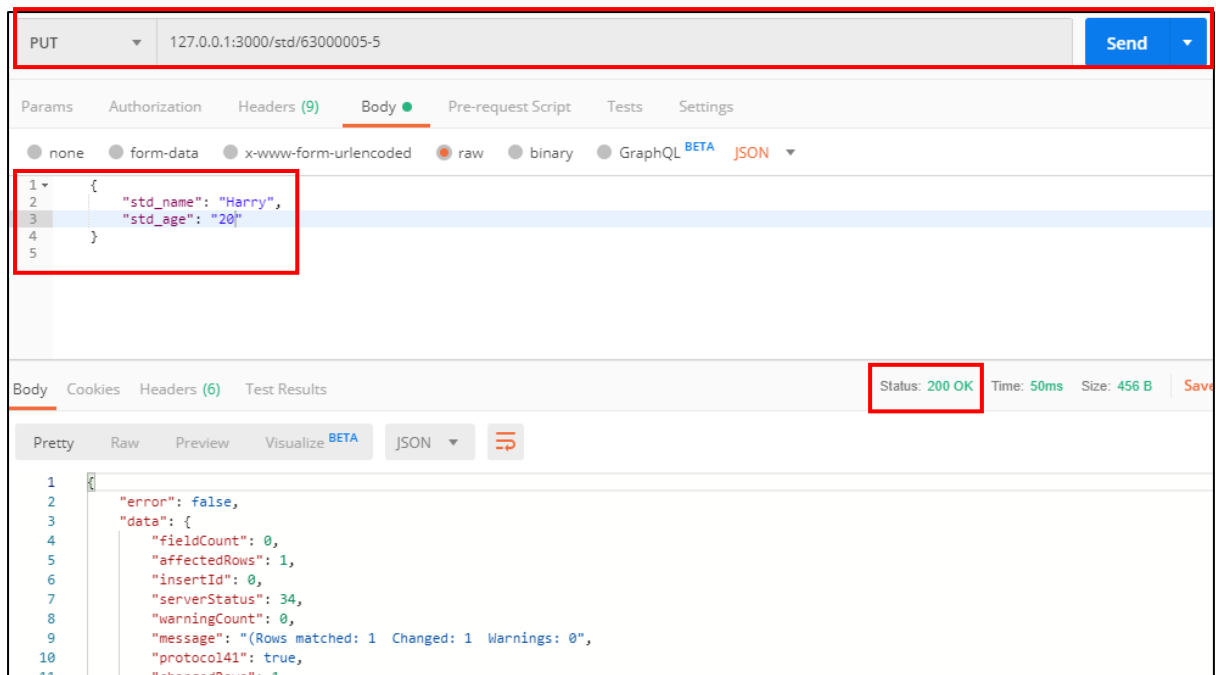 PUT 127.0.0.1:3000/std/63000005-5 Send
Params Authorization Headers (9) Body Pre-request Script Tests Settings
none form-data x-www-form-urlencoded raw binary GraphQL BETA JSON
1 {
2 "std_name": "Harry",
3 "std_age": "20"
4 }
5
Body Cookies Headers (6) Test Results Status: 200 OK Time: 50ms Size: 456 B Save
Pretty Raw Preview Visualize BETA JSON
1 {
2 "error": false,
3 "data": {
4 "fieldCount": 0,
5 "affectedRows": 1,
6 "insertId": 0,
7 "serverStatus": 34,
8 "warningCount": 0,
9 "message": "(Rows matched: 1 Changed: 1 Warnings: 0",
10 "protocol41": true,
11 "changedRows": 1